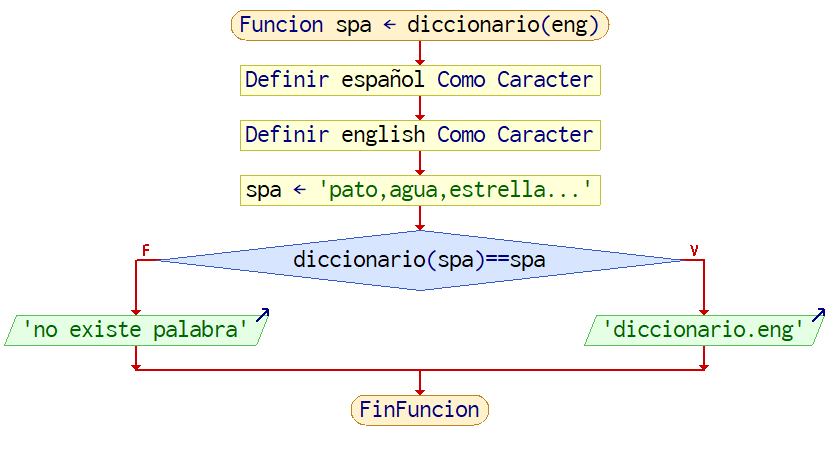 Funcion spa ← diccionario(eng)
Definir español Como Caracter
Definir english Como Caracter
spa ← 'pato,agua,estrella...'
F
V
diccionario(spa)==spa
'no existe palabra'
'diccionario.eng'
FinFuncion